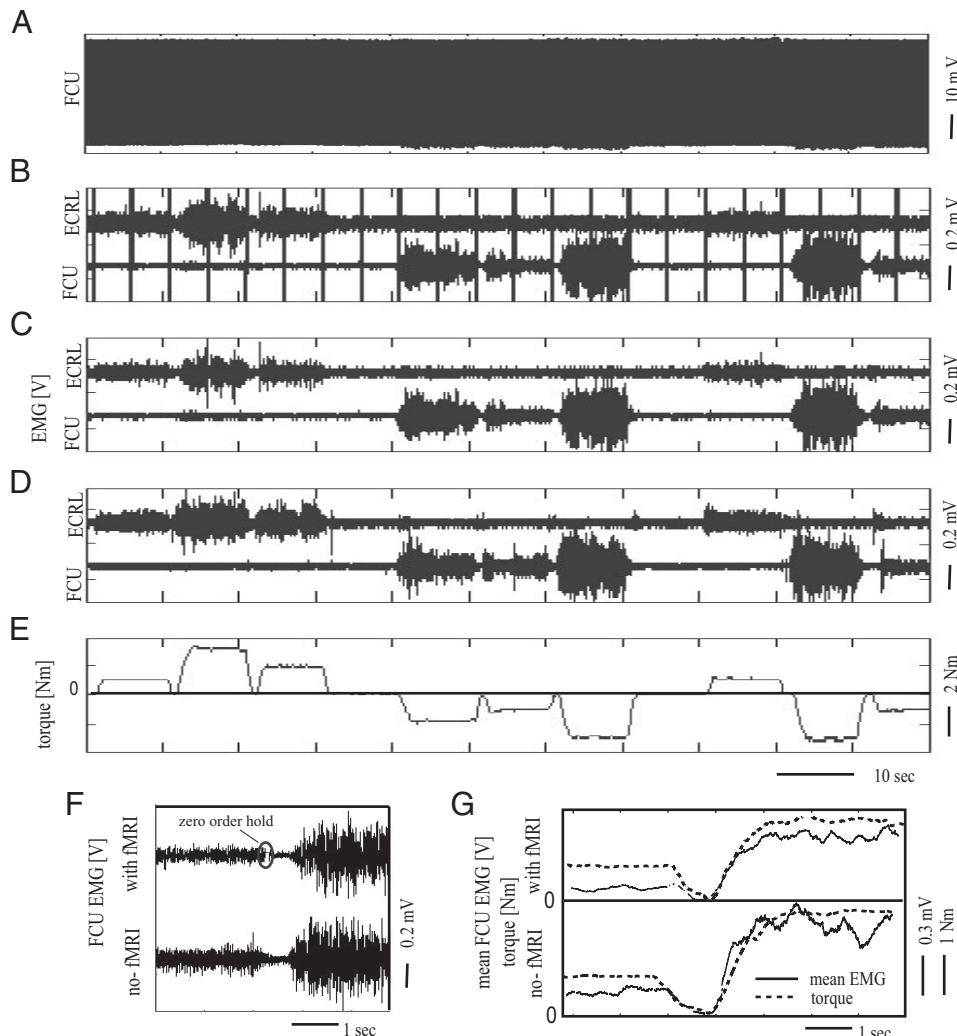 A
FCU
10 mV
B
ECRL
FCU
0.2 mV
C
EMG [V]
ECRL
FCU
0.2 mV
D
ECRL
FCU
0.2 mV
E
torque [Nm]
0
2 Nm
10 sec
F
FCU EMG [V]
with fMRI
no- fMRI
zero order hold
0.2 mV
1 sec
G
mean FCU EMG [V]
torque [Nm]
with fMRI
no- fMRI
0
0
mean EMG
torque
0.3 mV
1 Nm
1 sec